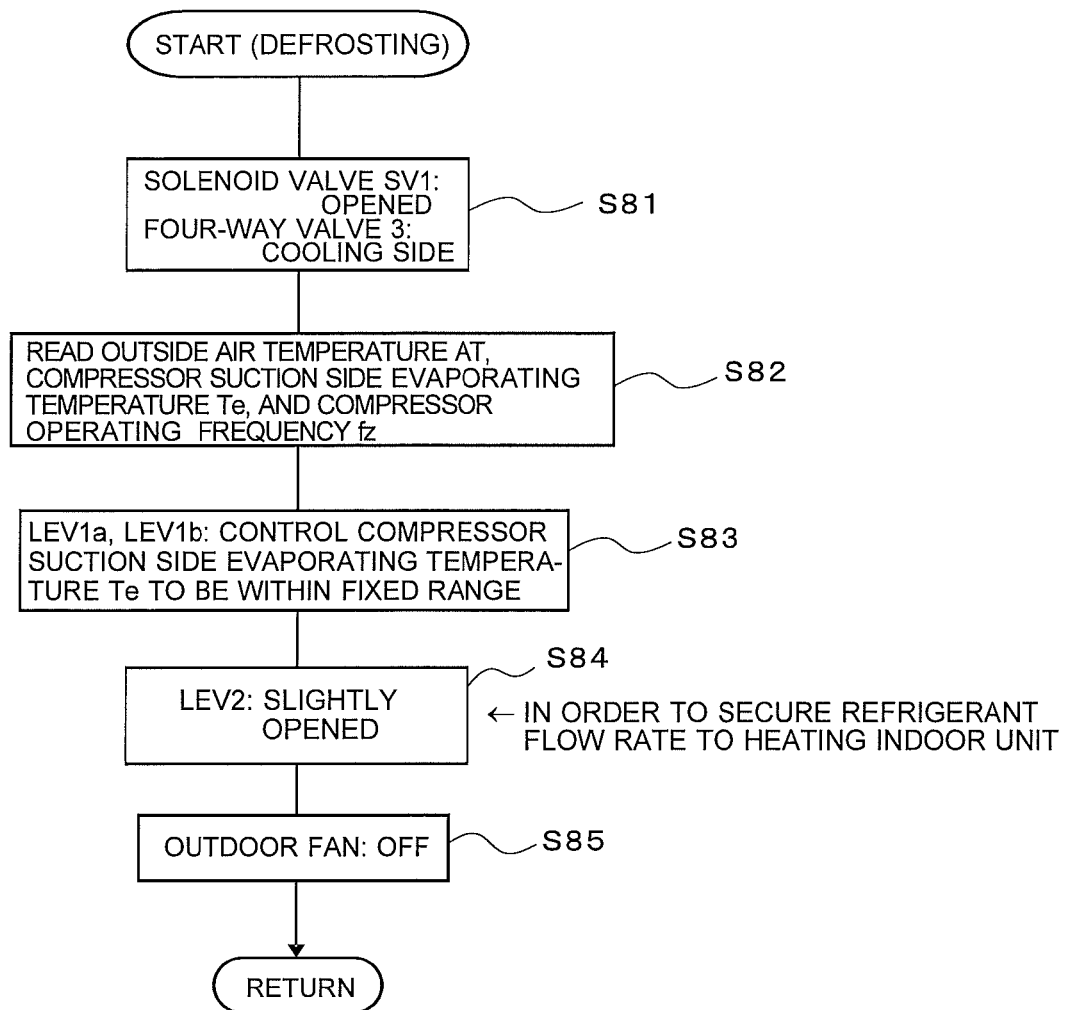 START (DEFROSTING)
SOLENOID VALVE SV1:
OPENED
FOUR-WAY VALVE 3:
COOLING SIDE
S81
READ OUTSIDE AIR TEMPERATURE AT,
COMPRESSOR SUCTION SIDE EVAPORATING
TEMPERATURE Te, AND COMPRESSOR
OPERATING FREQUENCY fz
S82
LEV1a, LEV1b: CONTROL COMPRESSOR
SUCTION SIDE EVAPORATING TEMPERA-
TURE Te TO BE WITHIN FIXED RANGE
S83
S84
LEV2: SLIGHTLY
OPENED
← IN ORDER TO SECURE REFRIGERANT
FLOW RATE TO HEATING INDOOR UNIT
OUTDOOR FAN: OFF
S85
RETURN